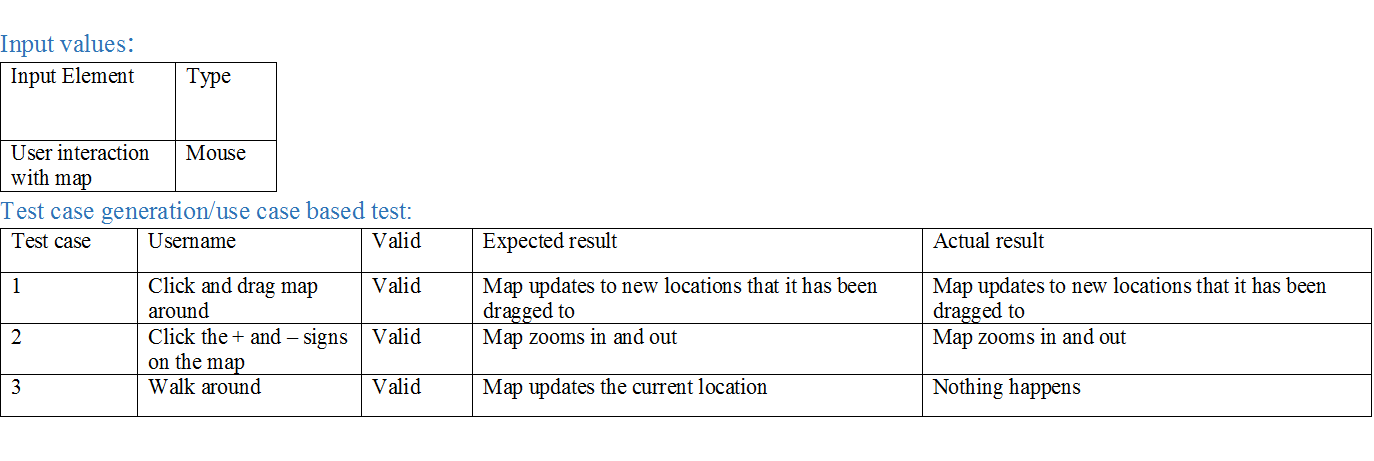 Input values:
Input Element Type
User interaction Mouse
with map
Test case generation/use case based test:
Test case Username Valid Expected result Actual result
1 Click and drag map Valid Map updates to new locations that it has been Map updates to new locations that it has been
around dragged to dragged to
2 Click the + and – signs Valid Map zooms in and out Map zooms in and out
on the map
3 Walk around Valid Map updates the current location Nothing happens